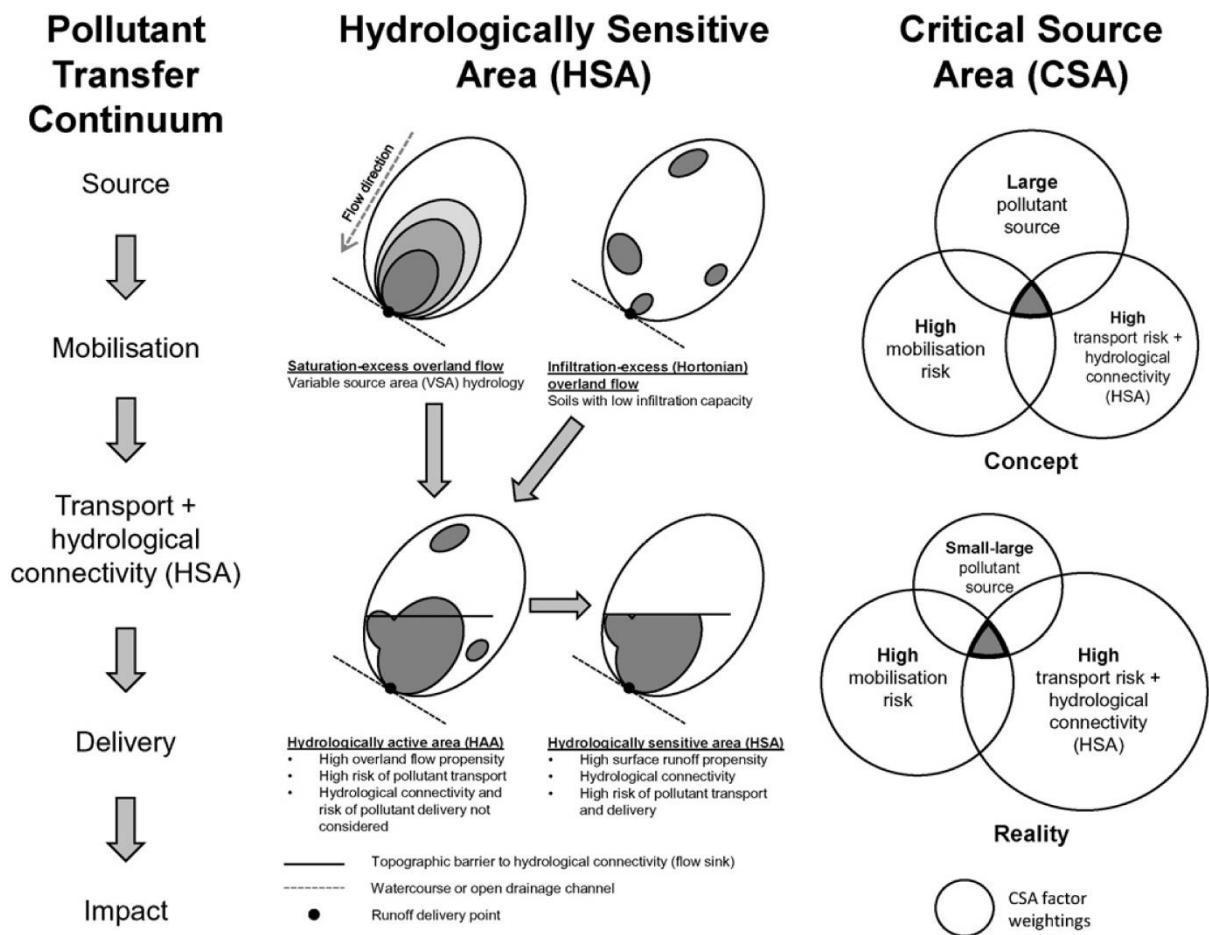 Pollutant
Transfer
Continuum
Source
Mobilisation
Transport +
hydrological
connectivity (HSA)
Delivery
Impact
Hydrologically Sensitive
Area (HSA)
Flow direction
Saturation-excess overland flow
Variable source area (VSA) hydrology
Infiltration-excess (Hortonian)
overland flow
Soils with low infiltration capacity
Hydrologically active area (HAA)
• High overland flow propensity
• High risk of pollutant transport
• Hydrological connectivity and
risk of pollutant delivery not
considered
Hydrologically sensitive area (HSA)
• High surface runoff propensity
• Hydrological connectivity
• High risk of pollutant transport
and delivery
Topographic barrier to hydrological connectivity (flow sink)
Watercourse or open drainage channel
Runoff delivery point
Critical Source
Area (CSA)
Large
pollutant
source
High
mobilisation
risk
High
transport risk +
hydrological
connectivity
(HSA)
Concept
Small-large
pollutant
source
High
mobilisation
risk
High
transport risk +
hydrological
connectivity
(HSA)
Reality
CSA factor
weightings